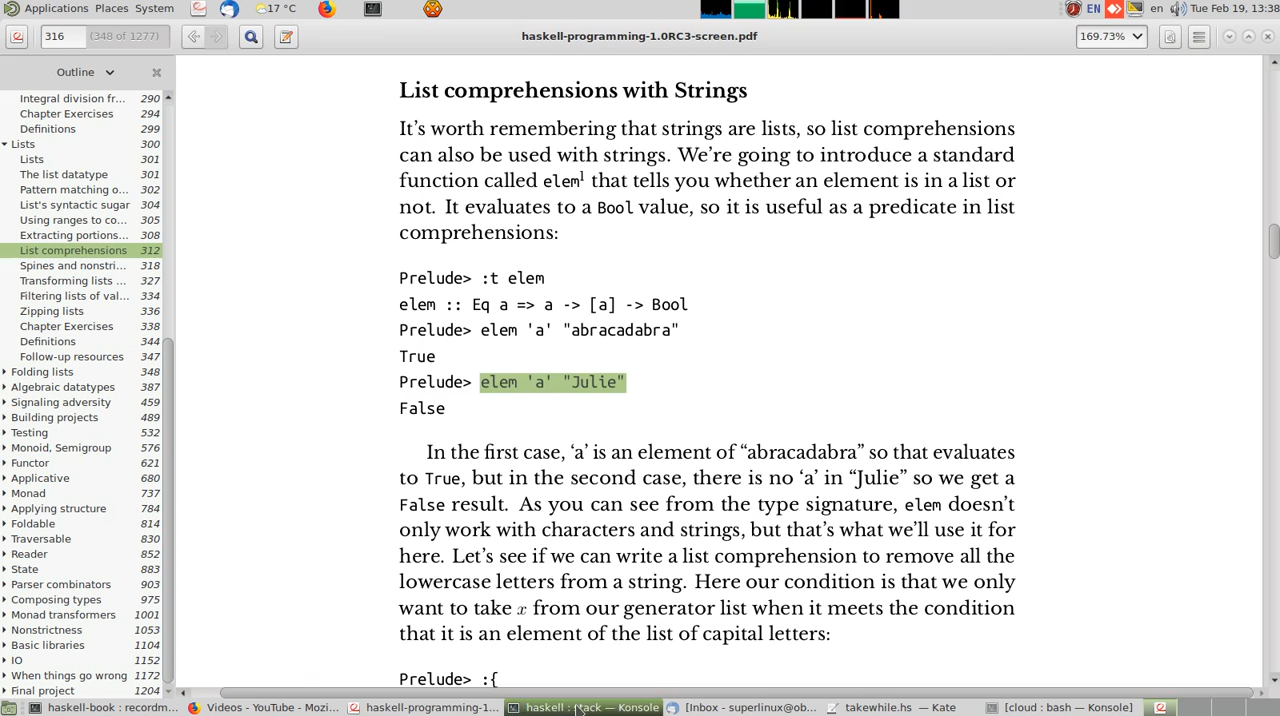 Applications Places System 17 °C EN en Tue Feb 19, 13:38
316 (348 of 1277) haskell-programming-1.0RC3-screen.pdf 169.73%
Outline
Integral division fr... 290
Chapter Exercises 294
Definitions 299
Lists 300
Lists 301
The list datatype 301
Pattern matching o... 302
List's syntactic sugar 304
Using ranges to co... 305
Extracting portions... 308
List comprehensions 312
Spines and nonstri... 318
Transforming lists ... 327
Filtering lists of val... 334
Zipping lists 336
Chapter Exercises 338
Definitions 344
Follow-up resources 347
Folding lists 348
Algebraic datatypes 387
Signaling adversity 459
Building projects 489
Testing 532
Monoid, Semigroup 576
Functor 621
Applicative 680
Monad 737
Applying structure 784
Foldable 814
Traversable 830
Reader 852
State 883
Parser combinators 903
Composing types 975
Monad transformers 1001
Nonstrictness 1053
Basic libraries 1104
IO 1152
When things go wrong 1172
Final project 1204
List comprehensions with Strings
It's worth remembering that strings are lists, so list comprehensions
can also be used with strings. We're going to introduce a standard
function called elem¹ that tells you whether an element is in a list or
not. It evaluates to a Bool value, so it is useful as a predicate in list
comprehensions:
Prelude> :t elem
elem :: Eq a => a -> [a] -> Bool
Prelude> elem 'a' "abracadabra"
True
Prelude> elem 'a' "Julie"
False
In the first case, ‘a’ is an element of “abracadabra” so that evaluates
to True, but in the second case, there is no ‘a’ in “Julie” so we get a
False result. As you can see from the type signature, elem doesn't
only work with characters and strings, but that's what we'll use it for
here. Let's see if we can write a list comprehension to remove all the
lowercase letters from a string. Here our condition is that we only
want to take x from our generator list when it meets the condition
that it is an element of the list of capital letters:
Prelude> :{
haskell-book : recordm... Videos - YouTube - Mozi... haskell-programming-1... haskell : stack — Konsole [Inbox - superlinux@ob... takewhile.hs — Kate [cloud : bash — Konsole]